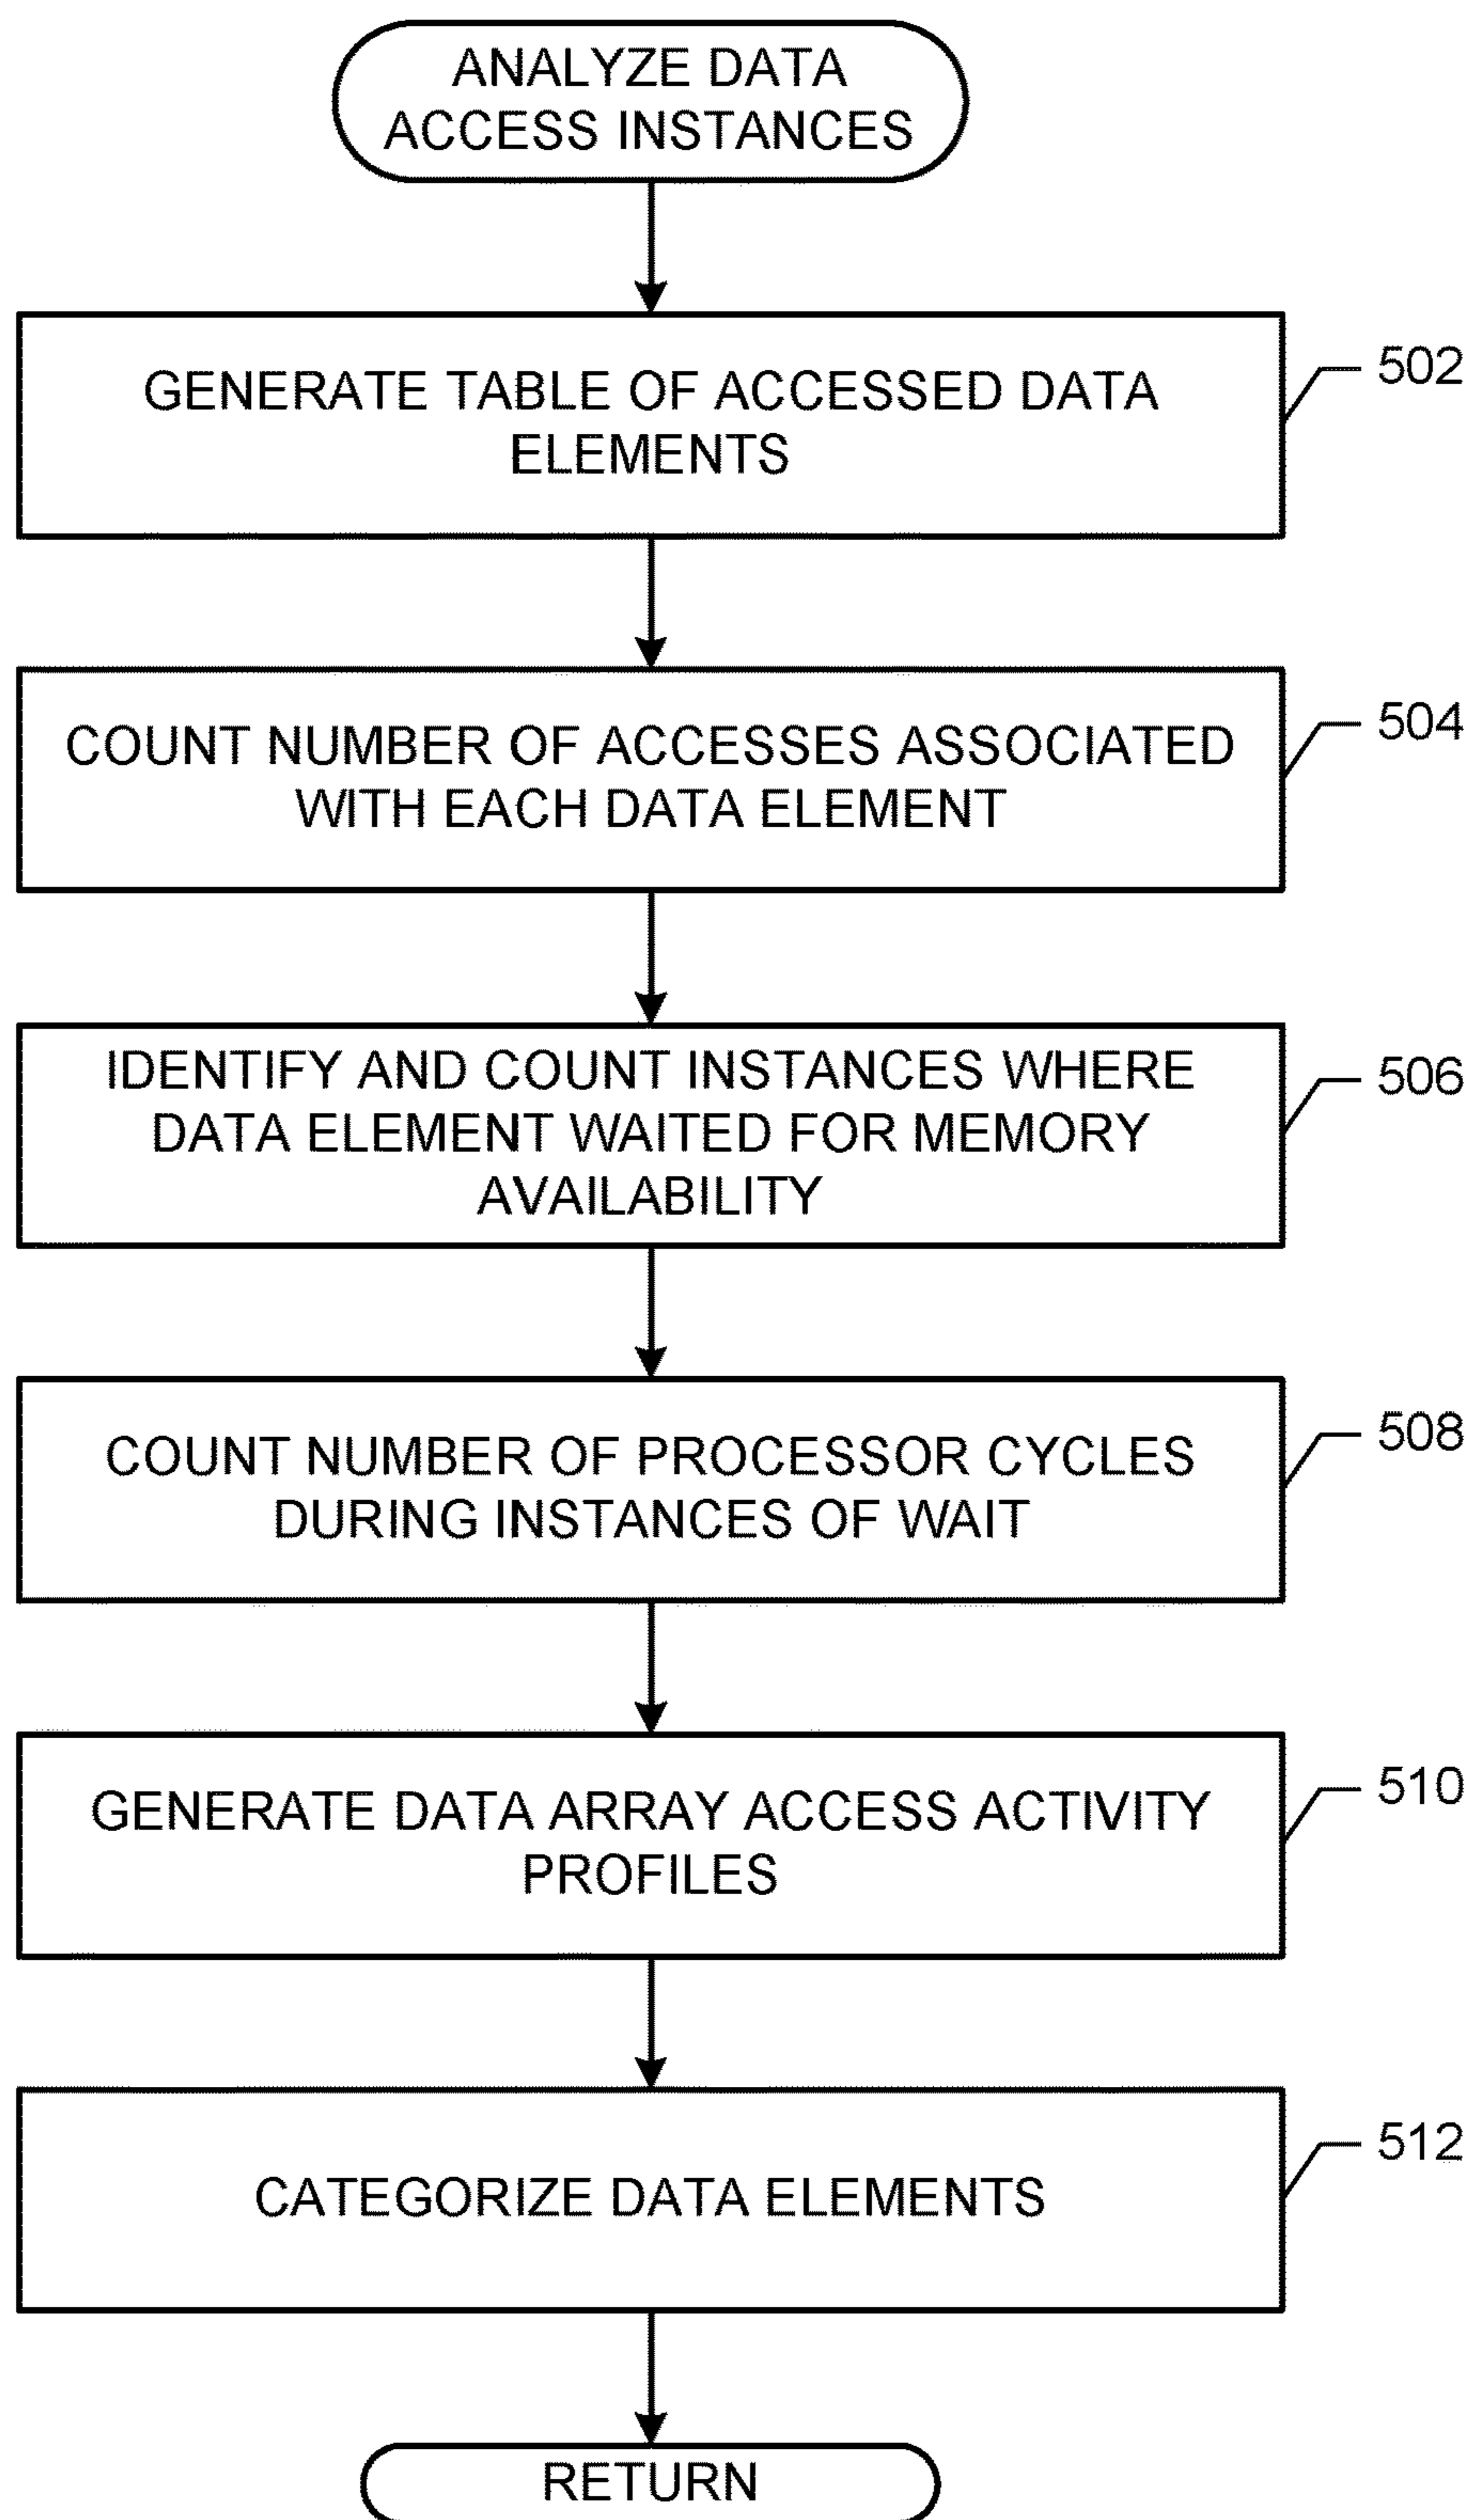 ANALYZE DATA
ACCESS INSTANCES
GENERATE TABLE OF ACCESSED DATA
ELEMENTS
502
COUNT NUMBER OF ACCESSES ASSOCIATED
WITH EACH DATA ELEMENT
504
IDENTIFY AND COUNT INSTANCES WHERE
DATA ELEMENT WAITED FOR MEMORY
AVAILABILITY
506
COUNT NUMBER OF PROCESSOR CYCLES
DURING INSTANCES OF WAIT
508
GENERATE DATA ARRAY ACCESS ACTIVITY
PROFILES
510
CATEGORIZE DATA ELEMENTS
512
RETURN